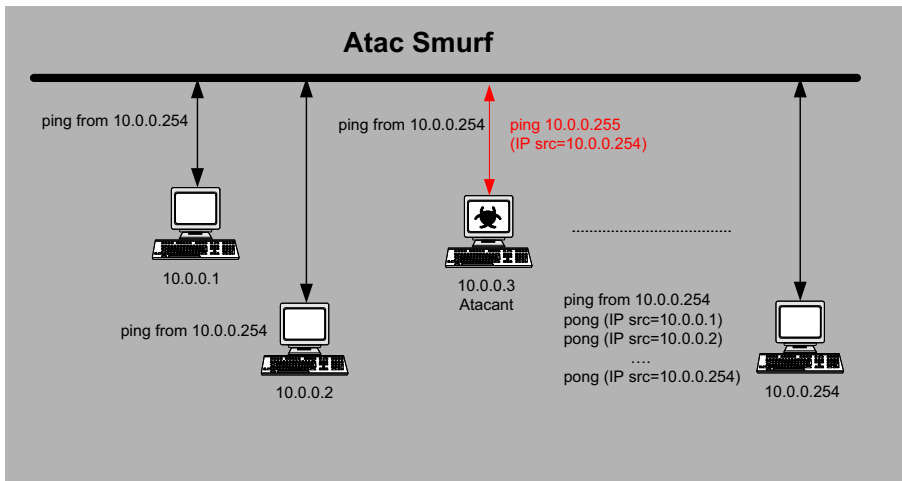 Atac Smurf
ping from 10.0.0.254
ping from 10.0.0.254
ping 10.0.0.255
(IP src=10.0.0.254)
10.0.0.1
10.0.0.3
Atacant
ping from 10.0.0.254
10.0.0.2
ping from 10.0.0.254
pong (IP src=10.0.0.1)
pong (IP src=10.0.0.2)
....
pong (IP src=10.0.0.254)
10.0.0.254